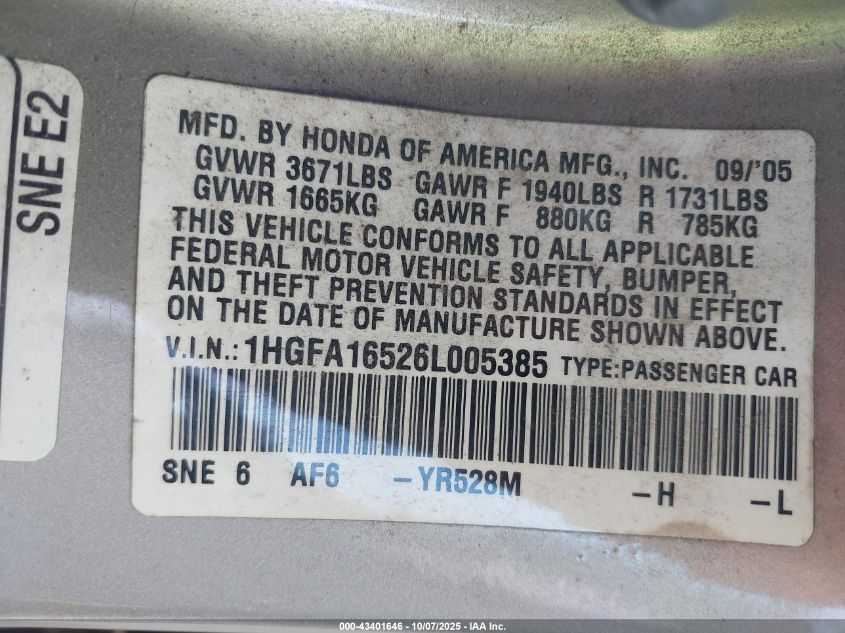 SNE E2
MFD. BY HONDA OF AMERICA MFG., INC. 09/'05
GVWR 3671LBS GAWR F 1940LBS R 1731LBS
GVWR 1665KG GAWR F 880KG R 785KG
THIS VEHICLE CONFORMS TO ALL APPLICABLE
FEDERAL MOTOR VEHICLE SAFETY, BUMPER,
AND THEFT PREVENTION STANDARDS IN EFFECT
ON THE DATE OF MANUFACTURE SHOWN ABOVE.
V.I.N.: 1HGFA16526L005385 TYPE:PASSENGER CAR
SNE 6 AF6 -YR528M -H -L
000-43401646 - 10/07/2025 - IAA Inc.